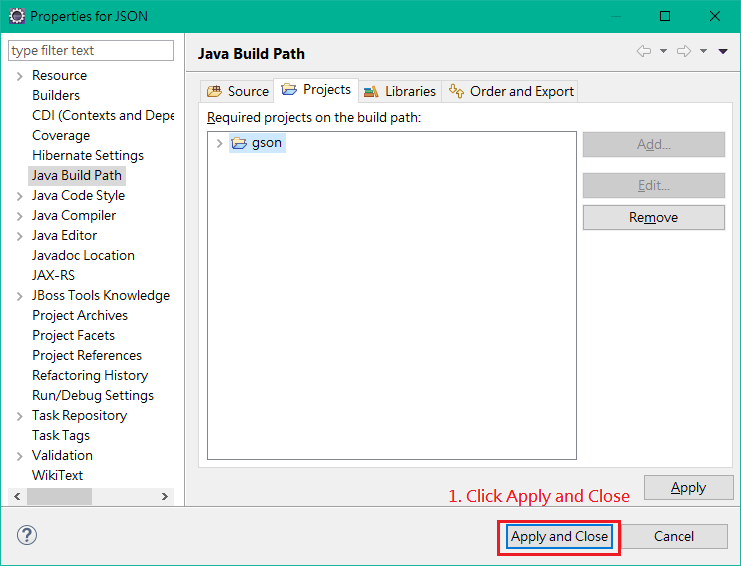 Properties for JSON
type filter text
Resource
Builders
CDI (Contexts and Depe
Coverage
Hibernate Settings
Java Build Path
Java Code Style
Java Compiler
Java Editor
Javadoc Location
JAX-RS
JBoss Tools Knowledge
Project Archives
Project Facets
Project References
Refactoring History
Run/Debug Settings
Task Repository
Task Tags
Validation
WikiText
Java Build Path
Source Projects Libraries Order and Export
Required projects on the build path:
gson
Add...
Edit...
Remove
1. Click Apply and Close
Apply
Apply and Close
Cancel